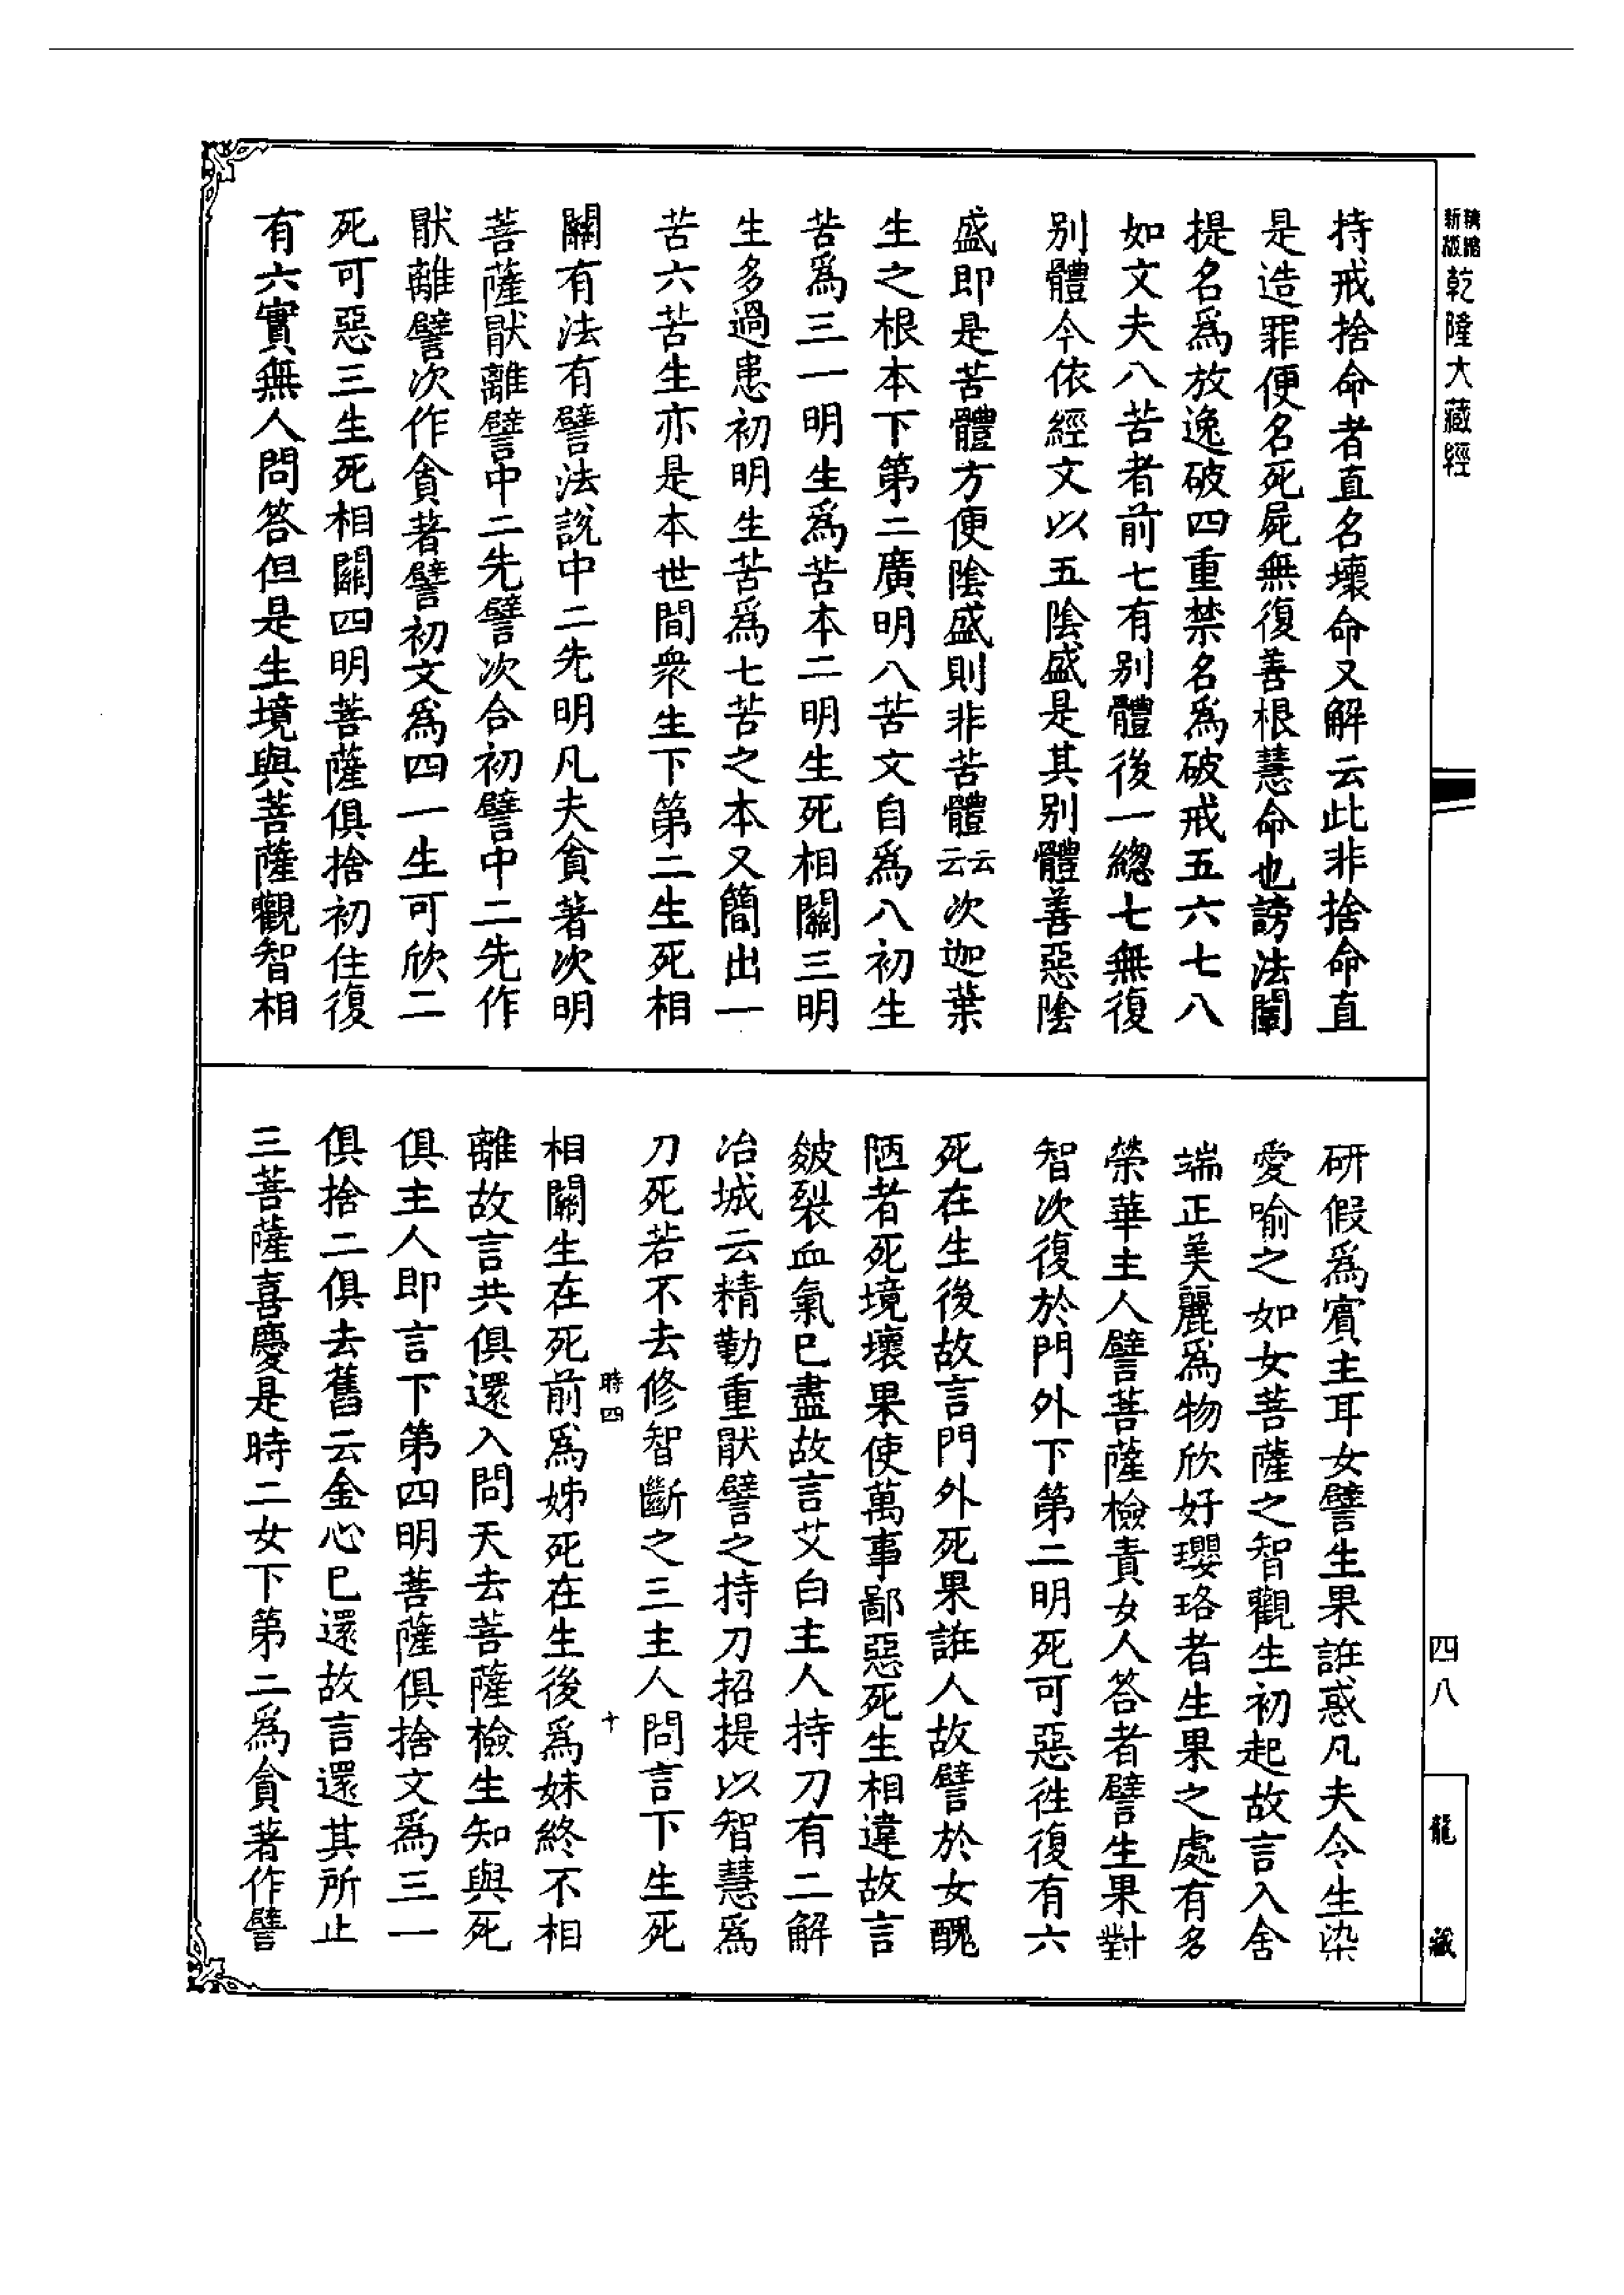 新版精縮乾隆大藏經
持戒捨命者直名壞命又解云此非捨命直
是造罪便名死屍無復善根慧命也謗法闡
提名爲放逸破四重禁名爲破戒五六七八
如文夫八苦者前七有别體後一總七無復
别體今依經文以五陰盛是其别體善惡陰
盛即是苦體方便陰盛則非苦體云云次迦葉
生之根本下第二廣明八苦文自爲八初生
苦爲三一明生爲苦本二明生死相關三明
生多過患初明生苦爲七苦之本又簡出一
苦六苦生亦是本世間衆生下第二生死相
關有法有譬法說中二先明凡夫貪著次明
菩薩猒離譬中二先譬次合初譬中二先作
猒離譬次作貪著譬初文爲四一生可欣二
死可惡三生死相關四明菩薩俱捨初住復
有六實無人問答但是生境與菩薩觀智相
研假爲賓主耳女譬生果誑惑凡夫令生染
愛喻之如女菩薩之智觀生初起故言入舍
端正美麗爲物欣好瓔珞者生果之處有名
榮華主人譬菩薩檢責女人答者譬生果對
智次復於門外下第二明死可惡徃復有六
死在生後故言門外死果誑人故譬於女醜
陋者死境壞果使萬事鄙惡死生相違故言
皴裂血氣已盡故言艾白主人持刀有二解
冶城云精勤重猒譬之持刀招提以智慧爲
刀死若不去修智斷之三主人問言下生死
時四
十
相關生在死前爲姊死在生後爲妹終不相
離故言共俱還入問天去菩薩檢生知與死
俱主人即言下第四明菩薩俱捨文爲三一
俱捨二俱去舊云金心已還故言還其所止
三菩薩喜慶是時二女下第二爲貪著作譬
四八
龍藏